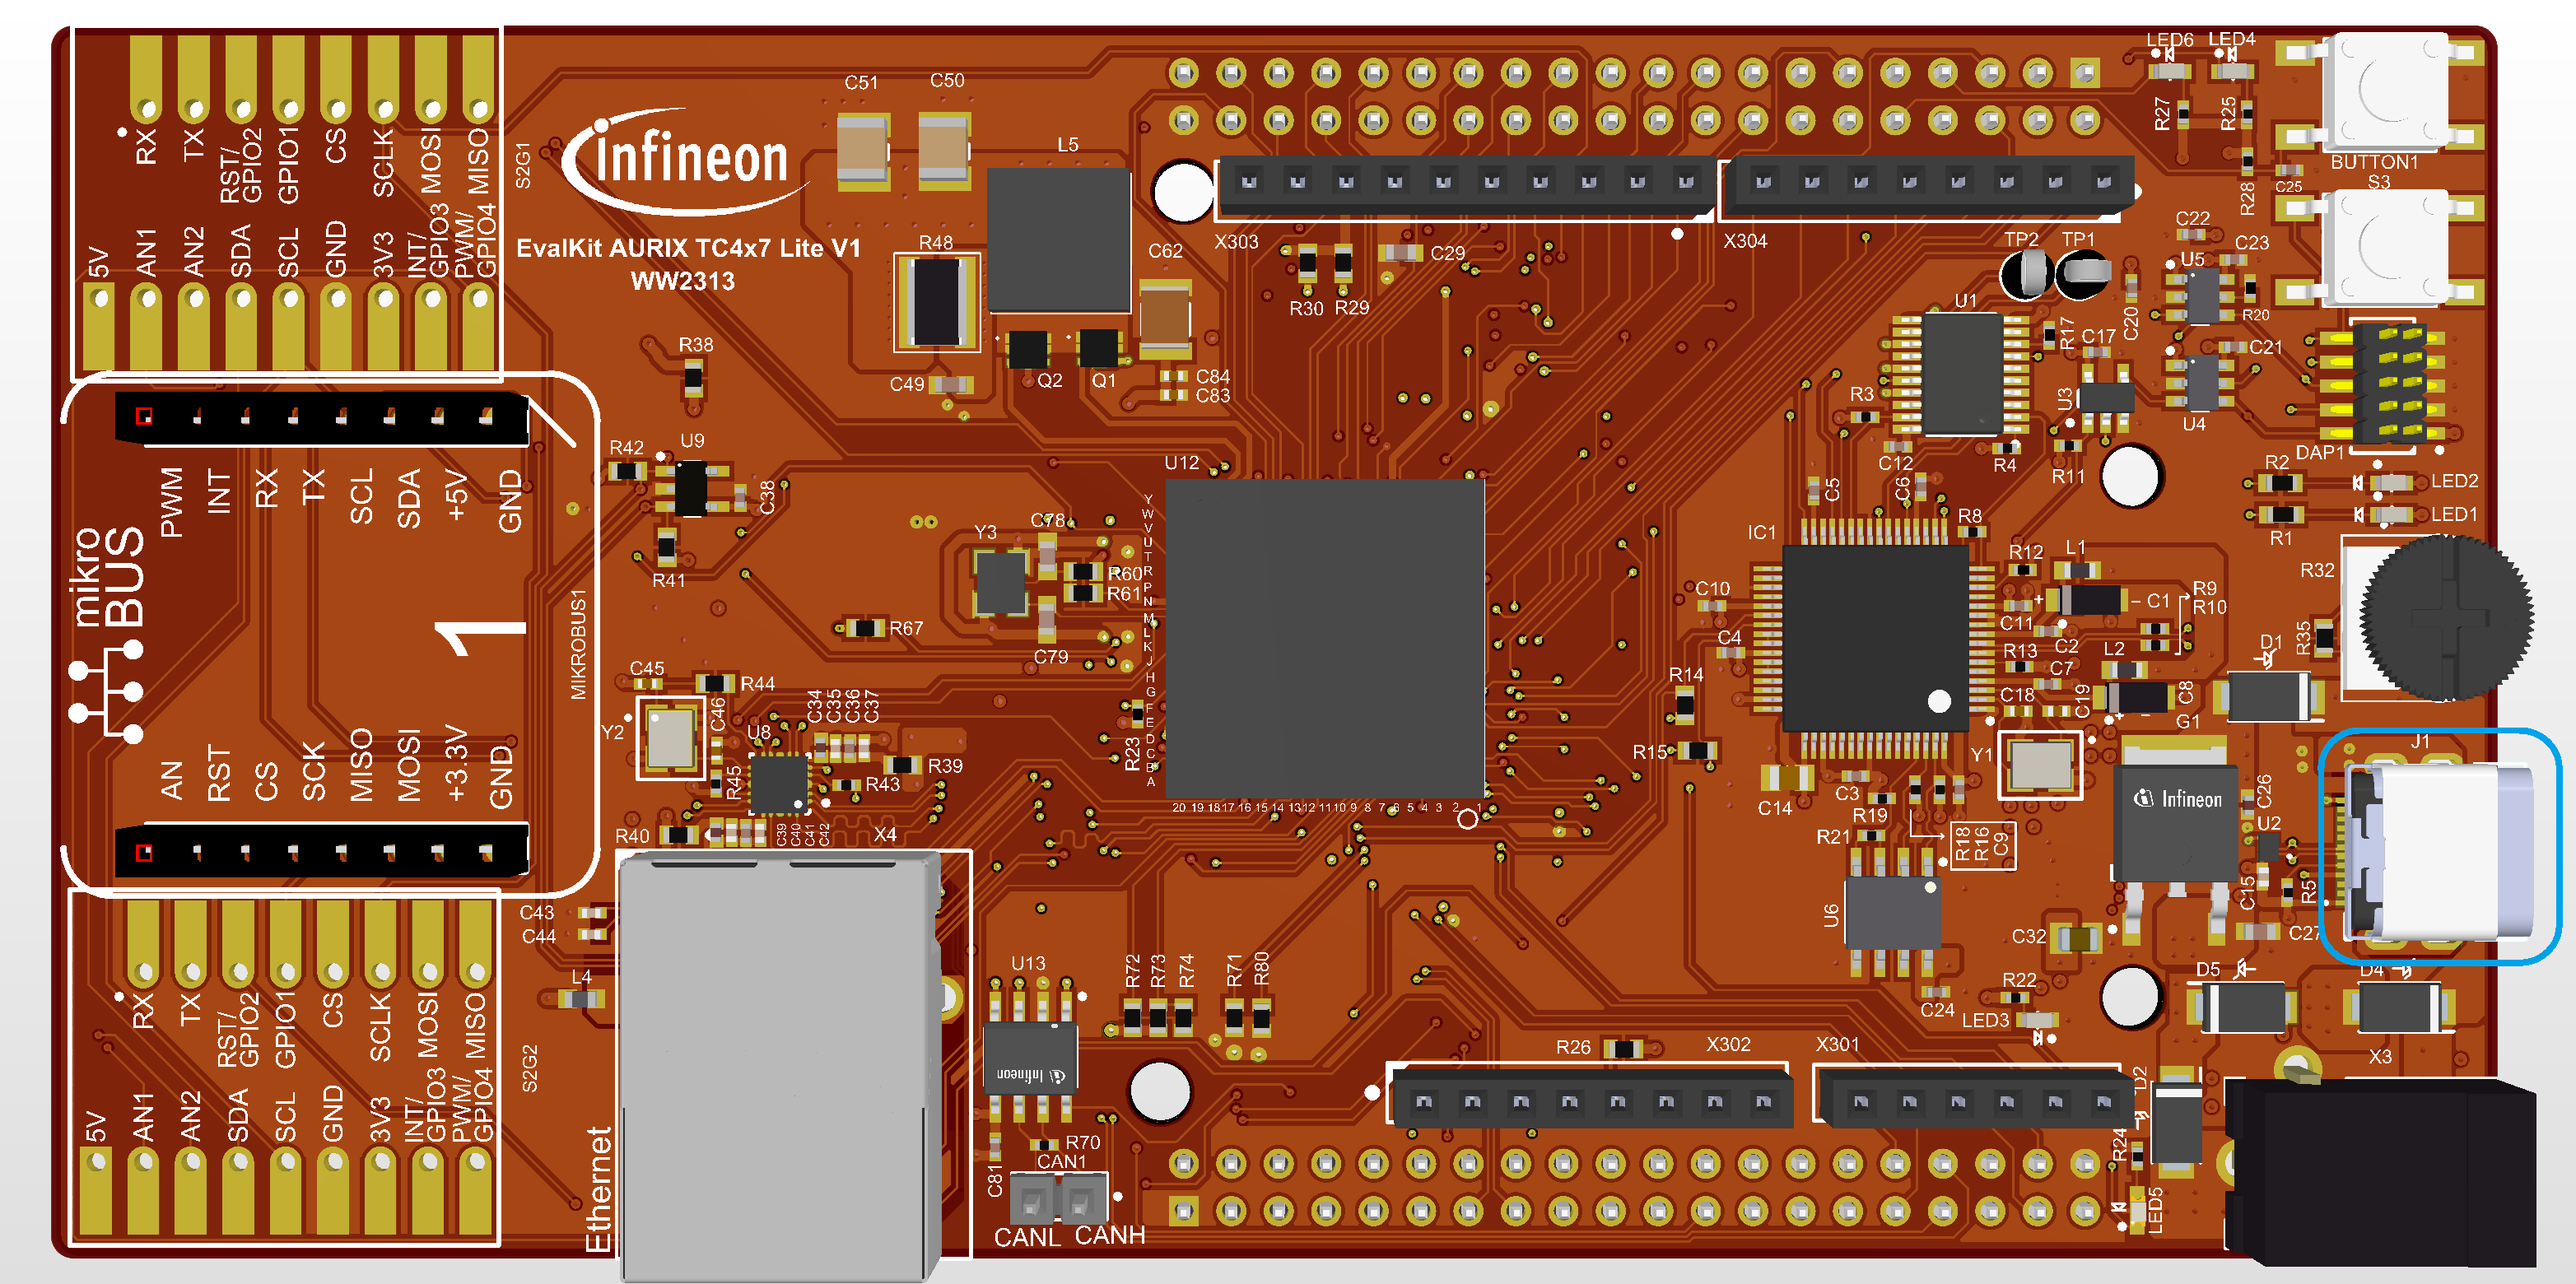 RX
TX
RST/
GPIO2
GPIO1
CS
SCLK
MOSI
MISO
S2G1
5V
AN1
AN2
SDA
SCL
GND
3V3
INT/
GPIO3
PWM/
GPIO4
Infineon
EvalKit AURIX TC4x7 Lite V1
WW2313
C51
C50
L5
R48
C62
C49
Q2
Q1
C84
C83
X303
X304
R30
R29
C29
LED6
LED4
R27
R25
R28
C25
BUTTON1
S3
C22
C23
U5
R20
C21
U4
TP2
TP1
U1
R17
C17
C20
U3
R3
C12
R4
R11
DAP1
R2
LED2
LED1
R1
R38
R42
U9
C38
R41
PWM
INT
RX
TX
SCL
SDA
+5V
GND
mikro
BUS
1
MIKROBUS1
AN
RST
CS
SCK
MISO
MOSI
+3.3V
GND
U12
Y
W
V
U
T
R
P
N
M
L
K
J
H
G
F
E
D
C
B
A
20 19 18 17 16 15 14 13 12 11 10 9 8 7 6 5 4 3 2 1
Y3
C78
R60
R61
C79
R67
C45
R44
Y2
C46
U8
C34
C35
C36
C37
R45
R43
R39
R40
C39
C40
C41
C42
X4
R23
C5
C6
IC1
R8
R12
L1
C10
C4
+
- C1
R9
R10
C11
C2
R13
L2
C7
C18
C19
C8
+ -
G1
R14
R15
C14
C3
R19
R21
R18
R16
C9
Y1
U6
C24
R32
R35
D1
J1
Infineon
C26
U2
C15
R5
C27
C32
D5
D4
R22
LED3
X3
RX
TX
RST/
GPIO2
GPIO1
CS
SCLK
MOSI
MISO
S2G2
5V
AN1
AN2
SDA
SCL
GND
3V3
INT/
GPIO3
PWM/
GPIO4
C43
C44
L4
Ethernet
U13
Infineon
R72
R73
R74
R71
R80
C81
R70
CAN1
CANL
CANH
R26
X302
X301
D2
R24
LED5